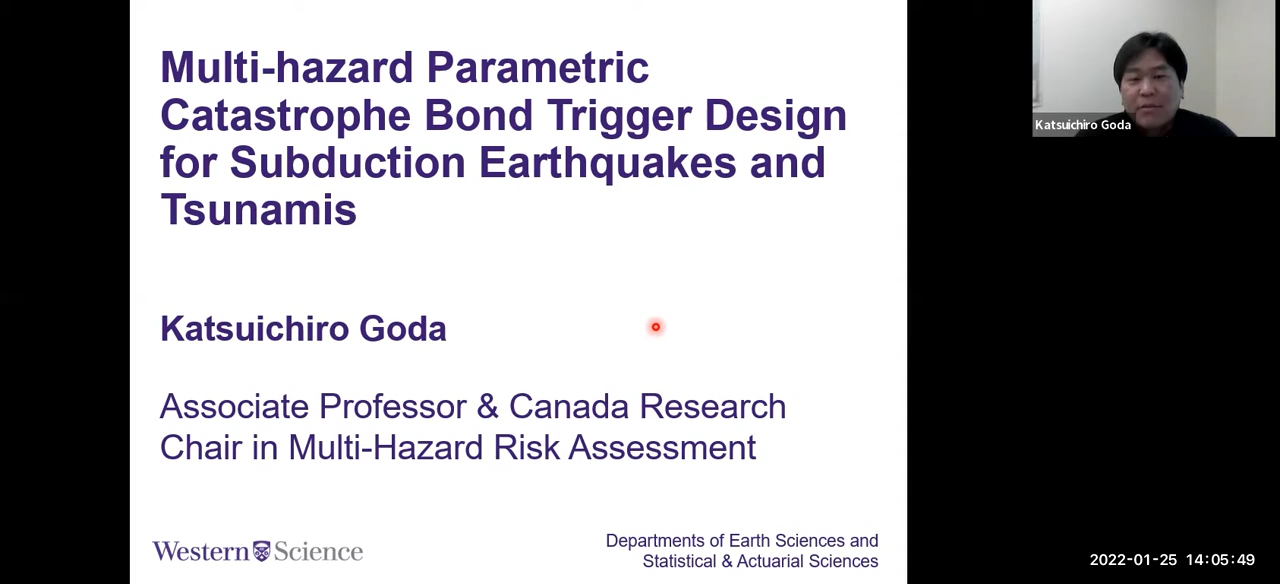 Multi-hazard Parametric
Catastrophe Bond Trigger Design
for Subduction Earthquakes and
Tsunamis
Katsuichiro Goda
Associate Professor & Canada Research
Chair in Multi-Hazard Risk Assessment
Western Science
Departments of Earth Sciences and
Statistical & Actuarial Sciences
Katsuichiro Goda
2022-01-25 14:05:49